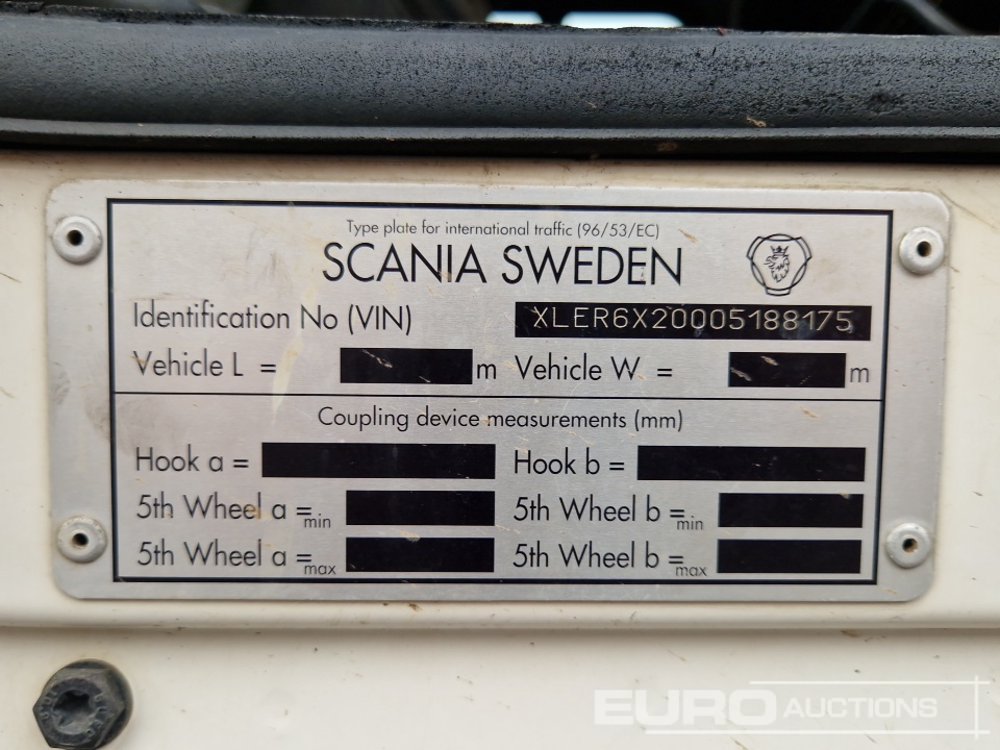 Type plate for international traffic (96/53/EC)
SCANIA SWEDEN
Identification No (VIN) XLER6X20005188175
Vehicle L = m Vehicle W = m
Coupling device measurements (mm)
Hook a = Hook b =
5th Wheel a = min 5th Wheel b = min
5th Wheel a = max 5th Wheel b = max
EURO AUCTIONS